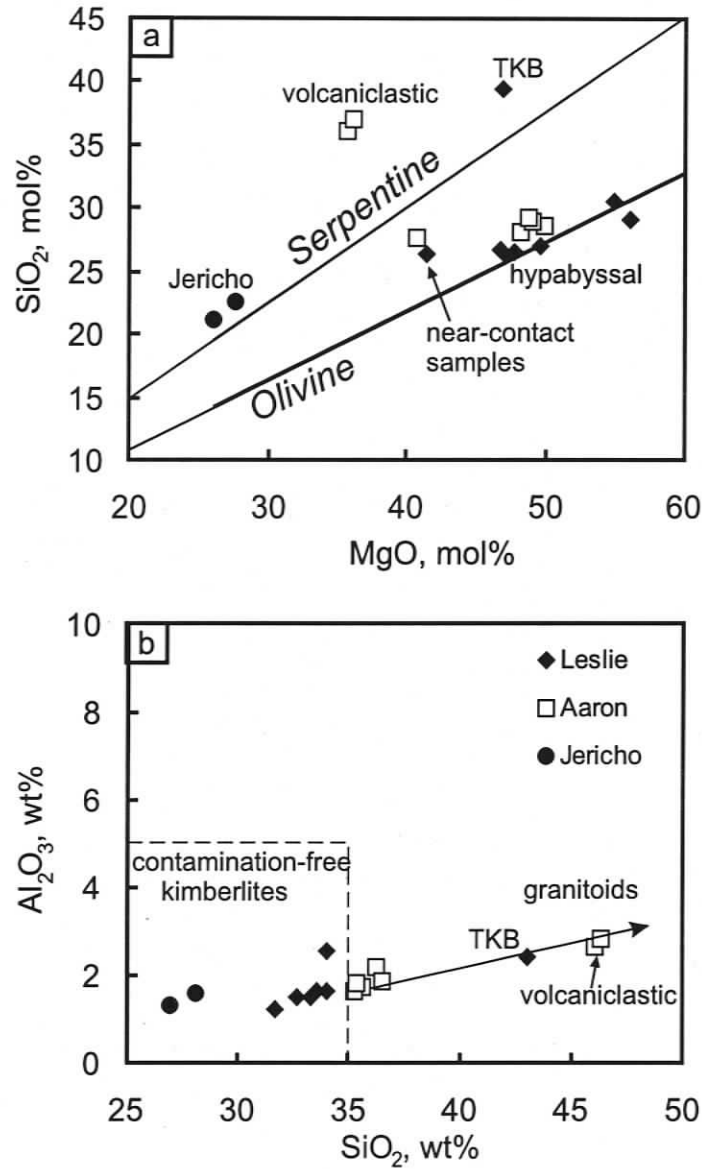 a
45
40
35
30
25
20
15
10
SiO₂, mol%
TKB
volcaniclastic
Serpentine
Jericho
hypabyssal
near-contact
samples
Olivine
20 30 40 50 60
MgO, mol%
b
10
8
6
4
2
0
Al₂O₃, wt%
Leslie
Aaron
Jericho
contamination-free
kimberlites
granitoids
TKB
volcaniclastic
25 30 35 40 45 50
SiO₂, wt%